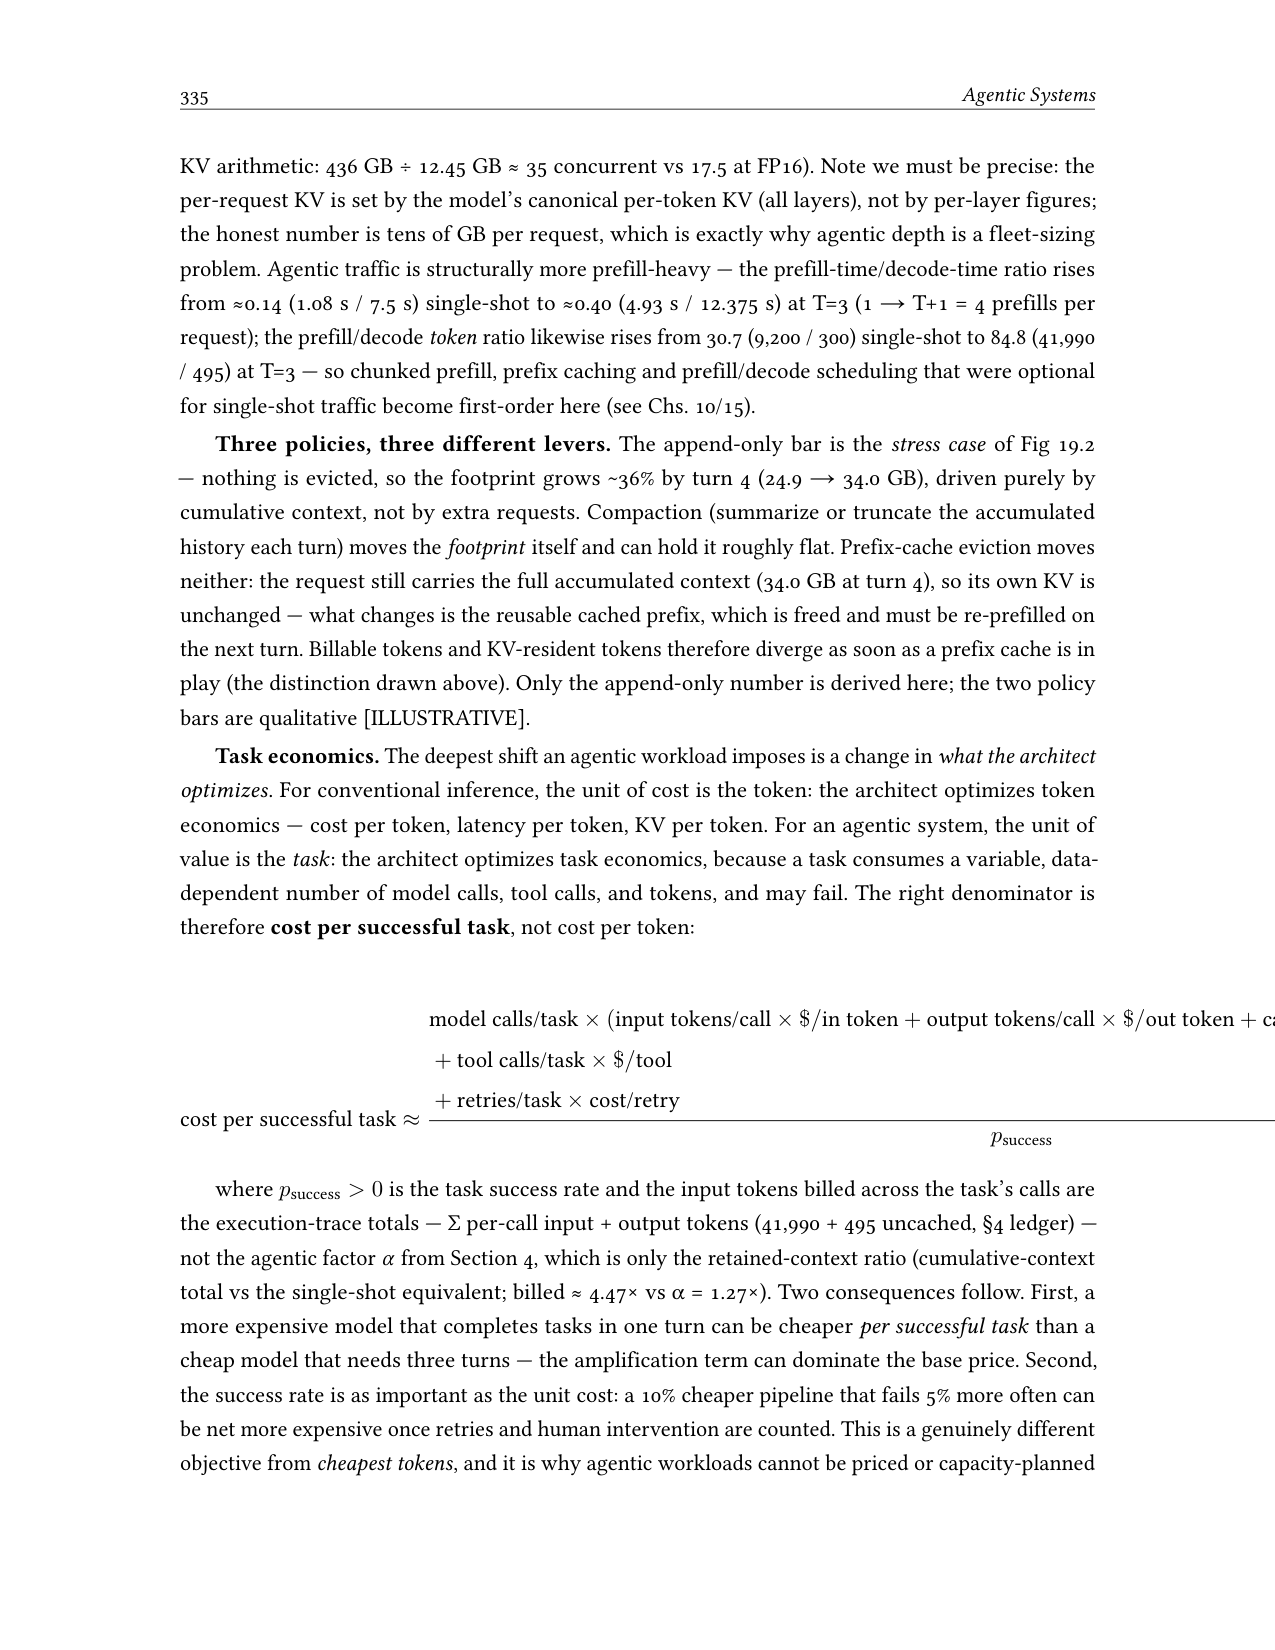 335 Agentic Systems
KV arithmetic: 436 GB ÷ 12.45 GB ≈ 35 concurrent vs 17.5 at FP16). Note we must be precise: the
per-request KV is set by the model’s canonical per-token KV (all layers), not by per-layer figures;
the honest number is tens of GB per request, which is exactly why agentic depth is a fleet-sizing
problem. Agentic traffic is structurally more prefill-heavy — the prefill-time/decode-time ratio rises
from ≈0.14 (1.08 s / 7.5 s) single-shot to ≈0.40 (4.93 s / 12.375 s) at T=3 (1 → T+1 = 4 prefills per
request); the prefill/decode token ratio likewise rises from 30.7 (9,200 / 300) single-shot to 84.8 (41,990
/ 495) at T=3 — so chunked prefill, prefix caching and prefill/decode scheduling that were optional
for single-shot traffic become first-order here (see Chs. 10/15).
Three policies, three different levers. The append-only bar is the stress case of Fig 19.2
— nothing is evicted, so the footprint grows ~36% by turn 4 (24.9 → 34.0 GB), driven purely by
cumulative context, not by extra requests. Compaction (summarize or truncate the accumulated
history each turn) moves the footprint itself and can hold it roughly flat. Prefix-cache eviction moves
neither: the request still carries the full accumulated context (34.0 GB at turn 4), so its own KV is
unchanged — what changes is the reusable cached prefix, which is freed and must be re-prefilled on
the next turn. Billable tokens and KV-resident tokens therefore diverge as soon as a prefix cache is in
play (the distinction drawn above). Only the append-only number is derived here; the two policy
bars are qualitative [ILLUSTRATIVE].
Task economics. The deepest shift an agentic workload imposes is a change in what the architect
optimizes. For conventional inference, the unit of cost is the token: the architect optimizes token
economics — cost per token, latency per token, KV per token. For an agentic system, the unit of
value is the task: the architect optimizes task economics, because a task consumes a variable, data-
dependent number of model calls, tool calls, and tokens, and may fail. The right denominator is
therefore cost per successful task, not cost per token:
model calls/task × (input tokens/call × $/in token + output tokens/call × $/out token + ca
+ tool calls/task × $/tool
+ retries/task × cost/retry
cost per successful task ≈
p_success
where p_success > 0 is the task success rate and the input tokens billed across the task’s calls are
the execution-trace totals — Σ per-call input + output tokens (41,990 + 495 uncached, §4 ledger) —
not the agentic factor α from Section 4, which is only the retained-context ratio (cumulative-context
total vs the single-shot equivalent; billed ≈ 4.47× vs α = 1.27×). Two consequences follow. First, a
more expensive model that completes tasks in one turn can be cheaper per successful task than a
cheap model that needs three turns — the amplification term can dominate the base price. Second,
the success rate is as important as the unit cost: a 10% cheaper pipeline that fails 5% more often can
be net more expensive once retries and human intervention are counted. This is a genuinely different
objective from cheapest tokens, and it is why agentic workloads cannot be priced or capacity-planned